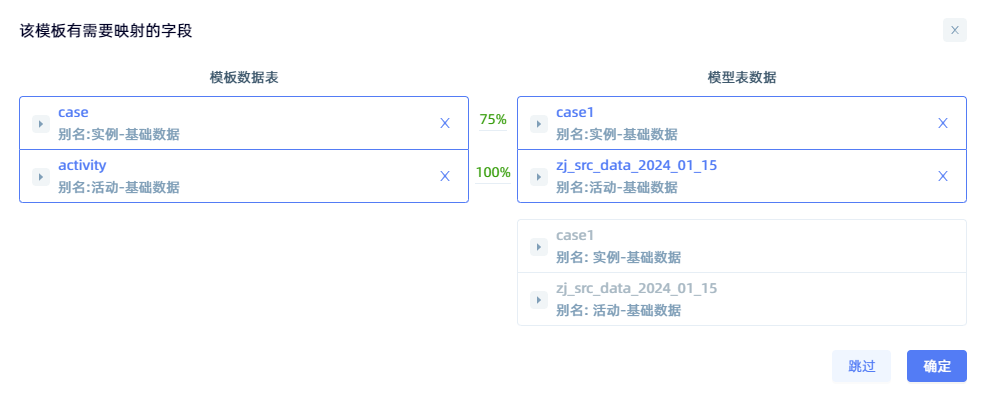 该模板有需要映射的字段
X
模板数据表
模型表数据
case
别名:实例-基础数据
X
75%
case1
别名:实例-基础数据
X
activity
别名:活动-基础数据
X
100%
zj_src_data_2024_01_15
别名:活动-基础数据
X
case1
别名: 实例-基础数据
zj_src_data_2024_01_15
别名: 活动-基础数据
跳过
确定